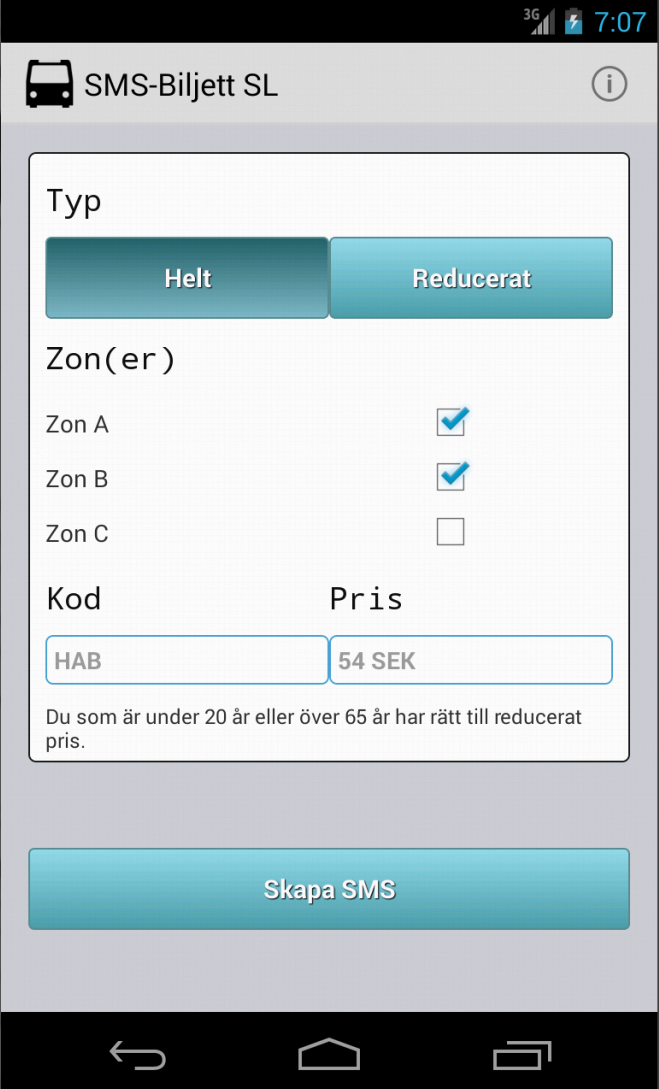 3G 7:07
SMS-Biljett SL
Typ
Helt Reducerat
Zon(er)
Zon A
Zon B
Zon C
Kod Pris
HAB 54 SEK
Du som är under 20 år eller över 65 år har rätt till reducerat
pris.
Skapa SMS